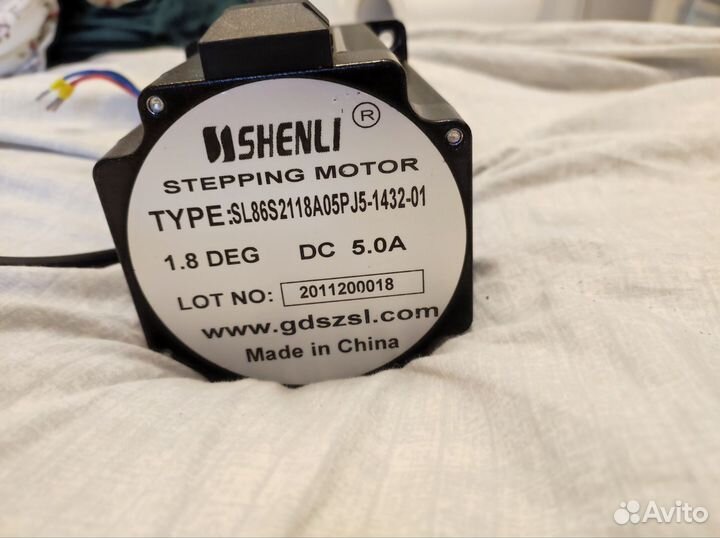 SHENLI ®
STEPPING MOTOR
TYPE:SL86S2118A05PJ5-1432-01
1.8 DEG DC 5.0A
LOT NO: 2011200018
www.gdszsl.com
Made in China
Avito